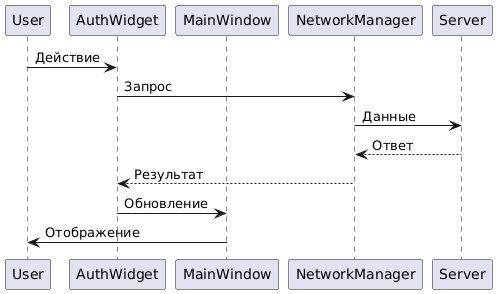 User AuthWidget MainWindow NetworkManager Server
Действие
Запрос
Данные
Ответ
Результат
Обновление
Отображение
User AuthWidget MainWindow NetworkManager Server